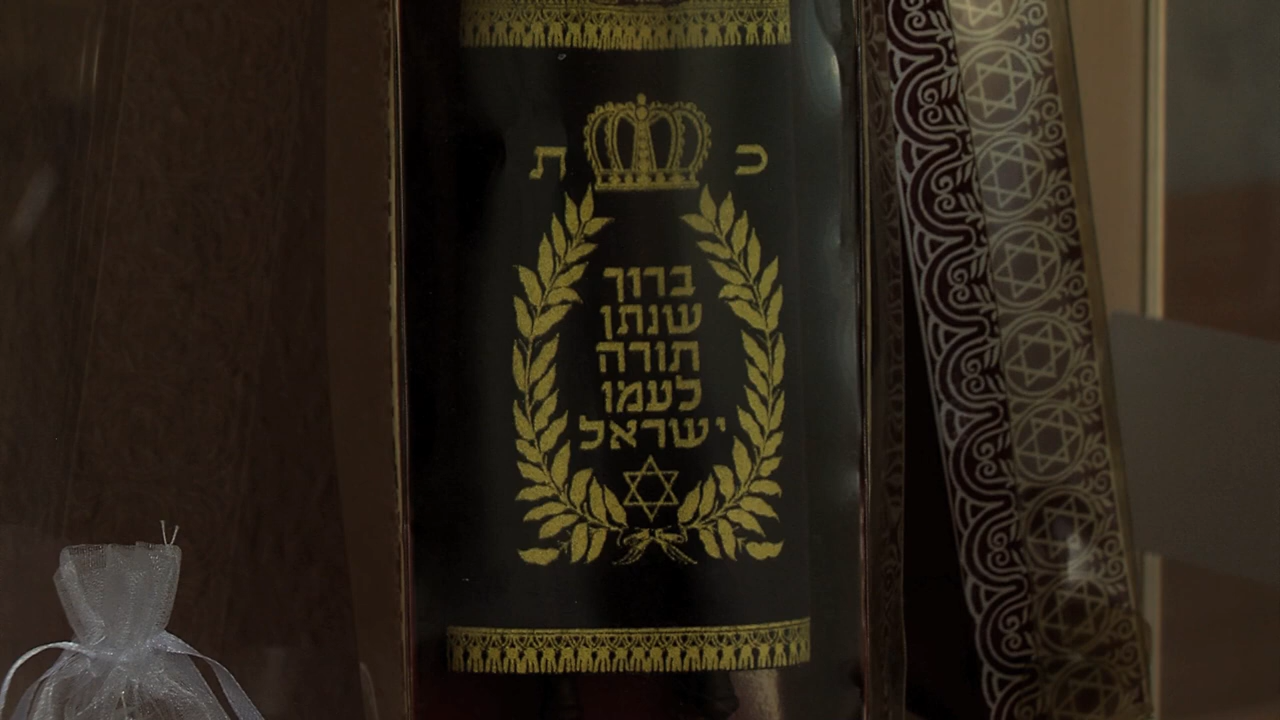 כ ת
ברוך
שנתן
תורה
לעמו
ישראל